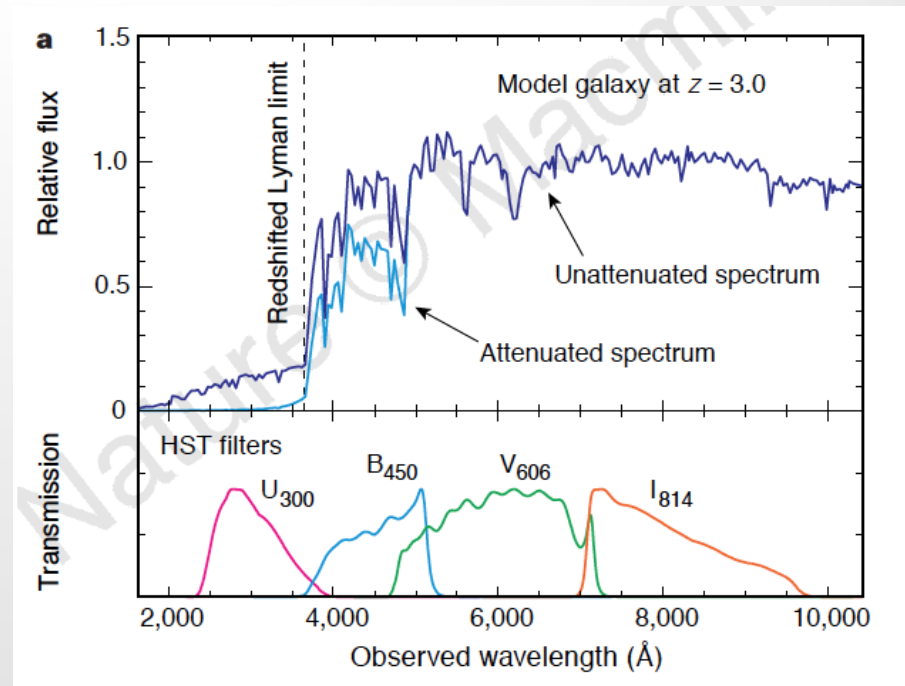 a
1.5
1.0
0.5
0
Relative flux
Redshifted Lyman limit
Model galaxy at z = 3.0
Unattenuated spectrum
Attenuated spectrum
HST filters
U300
B450
V606
I814
Transmission
2,000 4,000 6,000 8,000 10,000
Observed wavelength (Å)
Nature © Macm